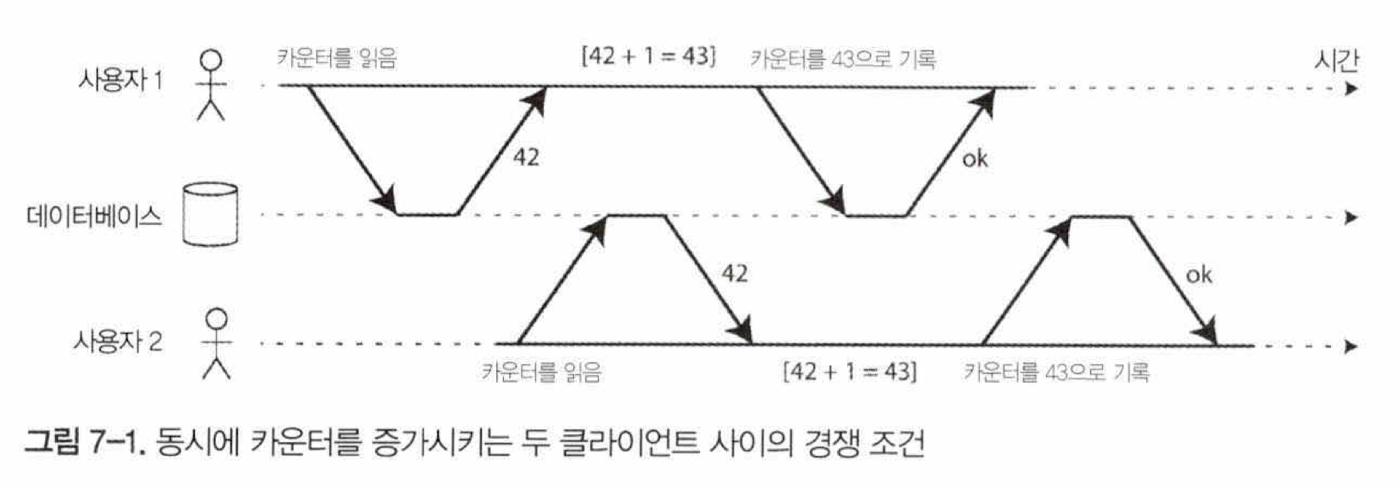 카운터를 읽음 [42 + 1 = 43] 카운터를 43으로 기록 시간
사용자 1
42 ok
데이터베이스
42 ok
사용자 2
카운터를 읽음 [42 + 1 = 43] 카운터를 43으로 기록
그림 7-1. 동시에 카운터를 증가시키는 두 클라이언트 사이의 경쟁 조건